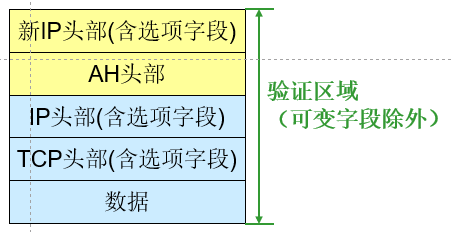 新IP头部(含选项字段)
AH头部
IP头部(含选项字段)
TCP头部(含选项字段)
数据
验证区域
（可变字段除外）